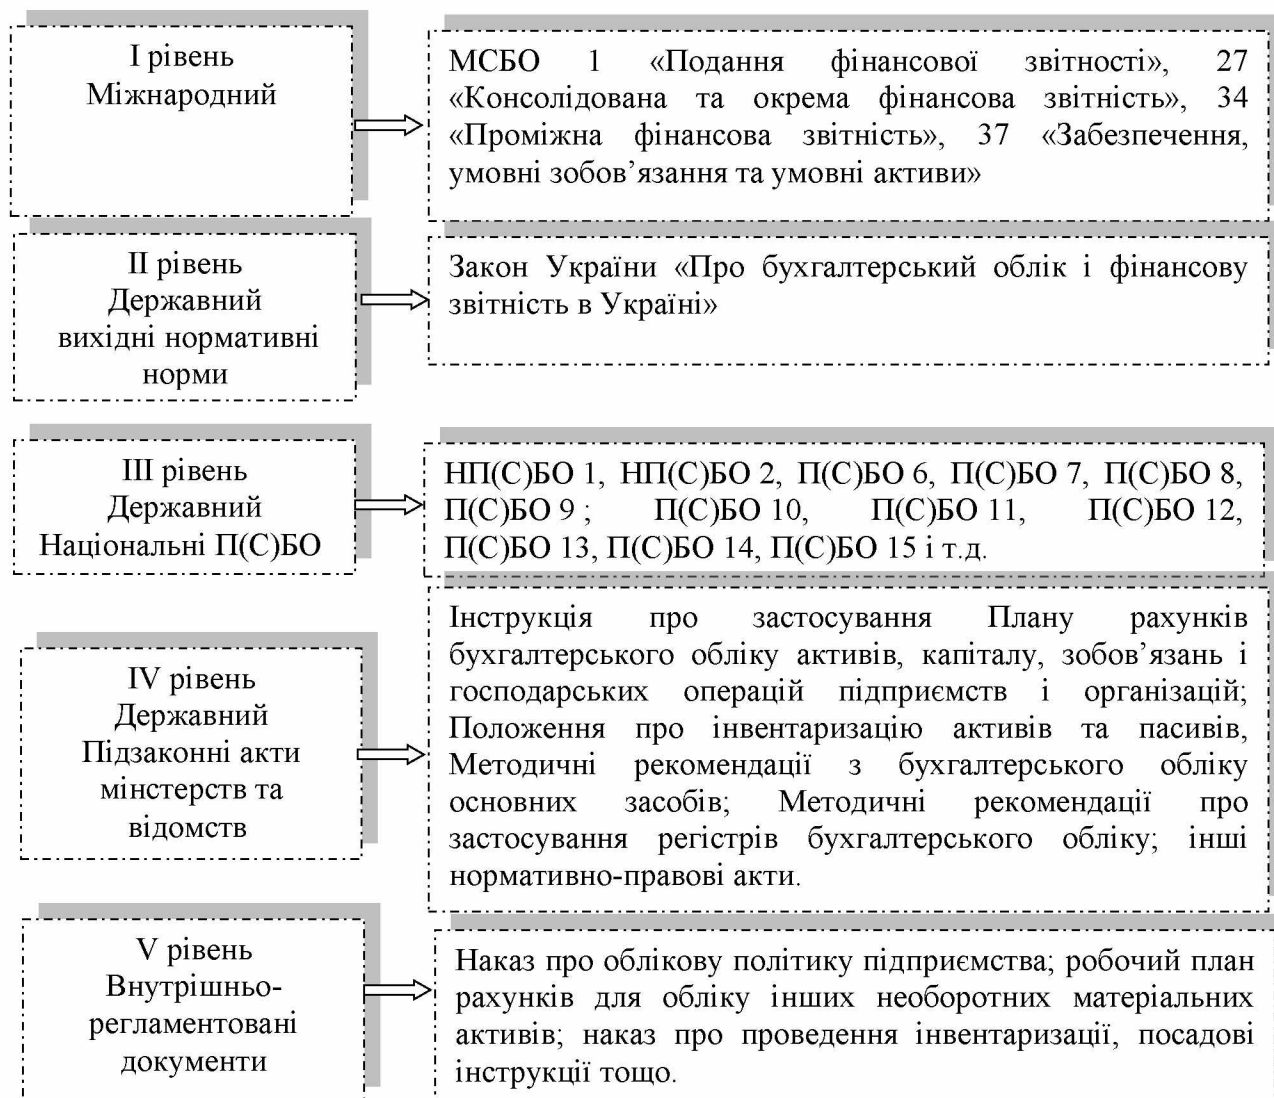 І рівень
Міжнародний
МСБО 1 «Подання фінансової звітності», 27
«Консолідована та окрема фінансова звітність», 34
«Проміжна фінансова звітність», 37 «Забезпечення,
умовні зобов’язання та умовні активи»
ІІ рівень
Державний
вихідні нормативні
норми
Закон України «Про бухгалтерський облік і фінансову
звітність в Україні»
ІІІ рівень
Державний
Національні П(С)БО
НП(С)БО 1, НП(С)БО 2, П(С)БО 6, П(С)БО 7, П(С)БО 8,
П(С)БО 9 ; П(С)БО 10, П(С)БО 11, П(С)БО 12,
П(С)БО 13, П(С)БО 14, П(С)БО 15 і т.д.
IV рівень
Державний
Підзаконні акти
мінстерств та
відомств
Інструкція про застосування Плану рахунків
бухгалтерського обліку активів, капіталу, зобов’язань і
господарських операцій підприємств і організацій;
Положення про інвентаризацію активів та пасивів,
Методичні рекомендації з бухгалтерського обліку
основних засобів; Методичні рекомендації про
застосування регістрів бухгалтерського обліку; інші
нормативно-правові акти.
V рівень
Внутрішньо-
регламентовані
документи
Наказ про облікову політику підприємства; робочий план
рахунків для обліку інших необоротних матеріальних
активів; наказ про проведення інвентаризації, посадові
інструкції тощо.